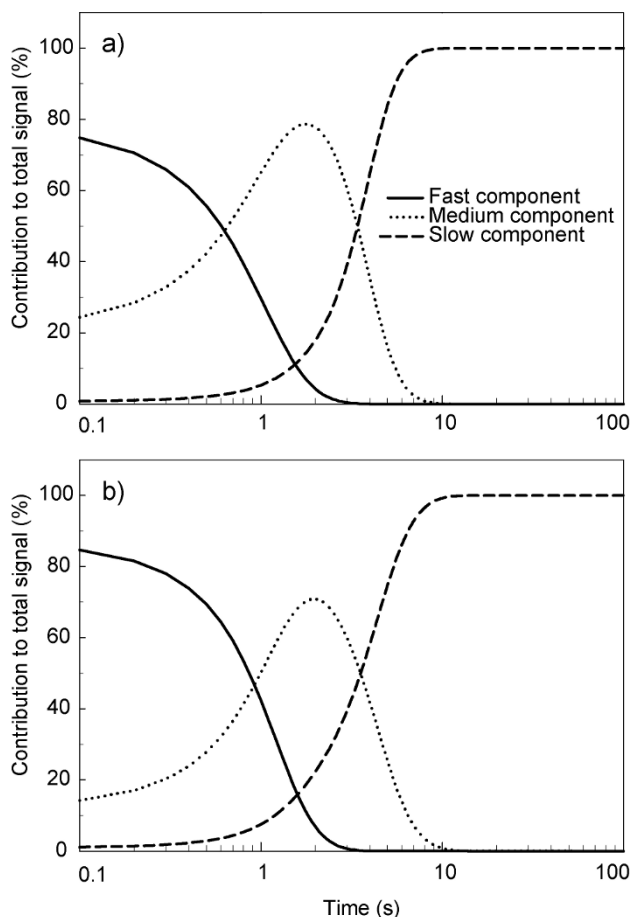 a)
Contribution to total signal (%)
100
80
60
40
20
0
Fast component
Medium component
Slow component
0.1
1
10
100
b)
Contribution to total signal (%)
100
80
60
40
20
0
0.1
1
10
100
Time (s)